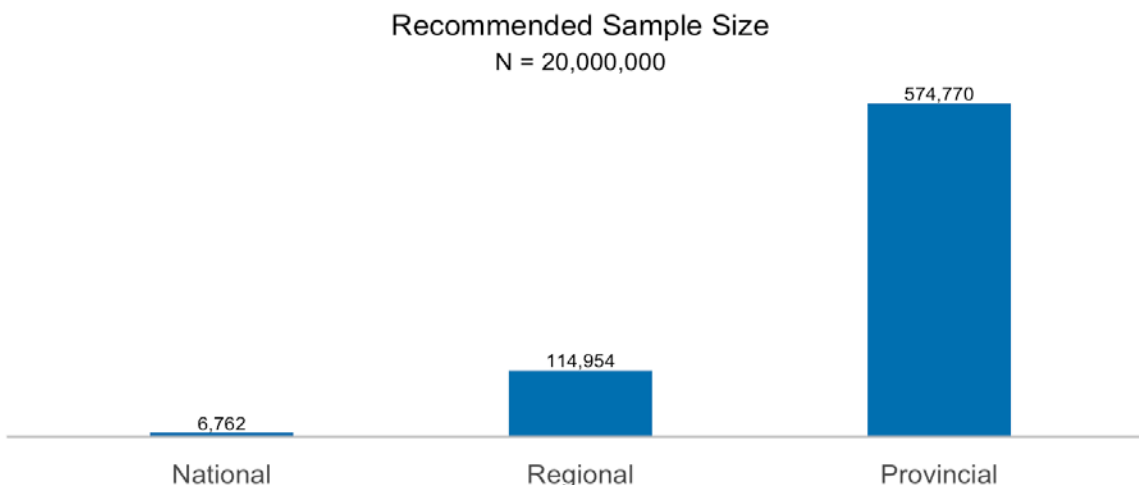 Recommended Sample Size
N = 20,000,000
574,770
114,954
6,762
National
Regional
Provincial